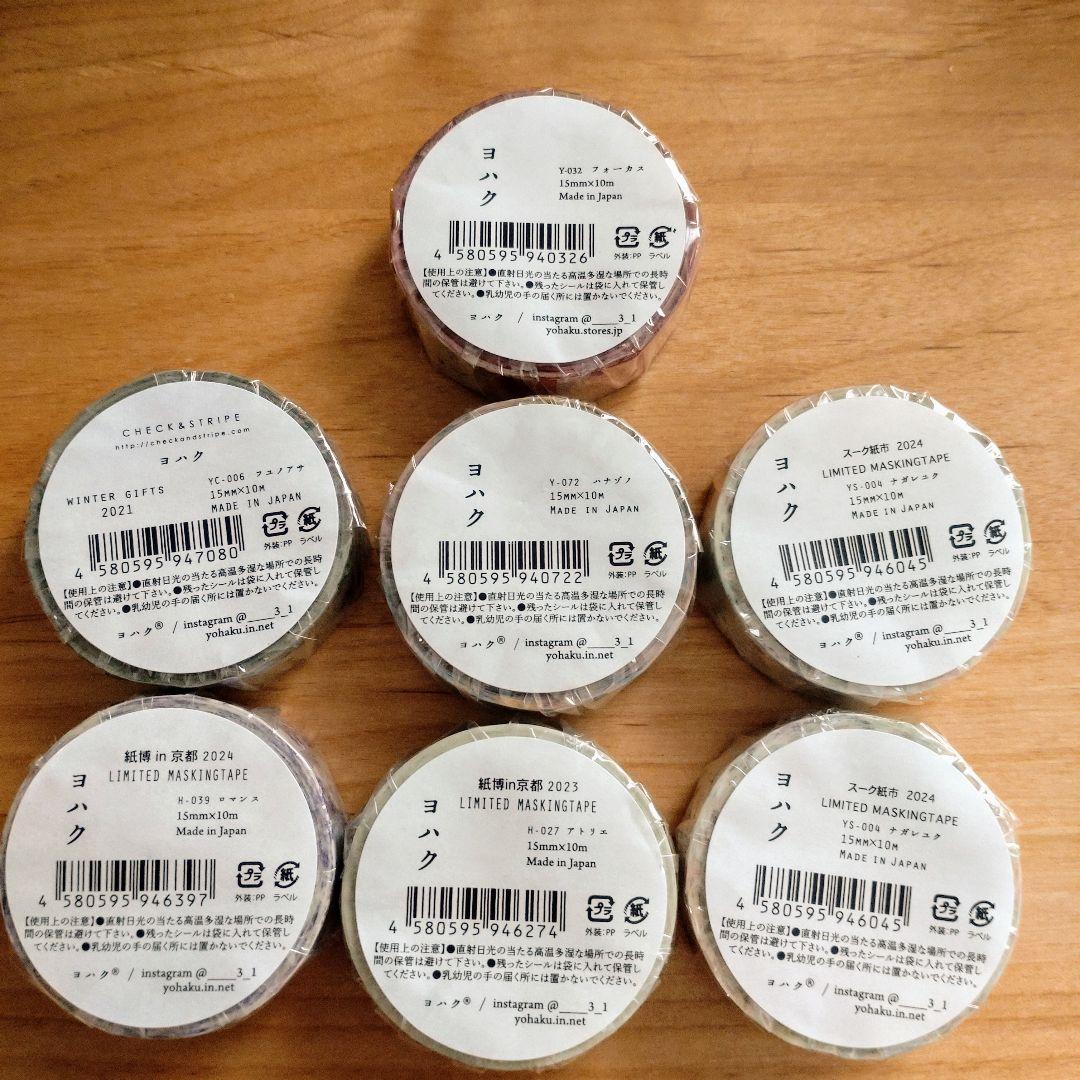 ヨハク
Y-032 フォーカス
15mm×10m
Made in Japan
4 580595 940326
プラ 紙
外装:PP ラベル
【使用上の注意】●直射日光の当たる高温多湿な場所での長時
間の保管は避けて下さい。●残ったシールは袋に入れて保管し
てください。●乳幼児の手の届く所には置かないでください。
ヨハク / instagram @____3_1
yohaku.stores.jp
CHECK&STRIPE
http://checkandstripe.com
ヨハク
WINTER GIFTS
2021
YC-006 フユノアサ
15MM×10M
MADE IN JAPAN
4 580595 947080
プラ 紙
外装:PP ラベル
【使用上の注意】●直射日光の当たる高温多湿な場所での長時
間の保管は避けて下さい。●残ったシールは袋に入れて保管し
てください。●乳幼児の手の届く所には置かないでください。
ヨハク® / instagram @____3_1
yohaku.in.net
ヨハク
Y-072 ハナゾノ
15MM×10M
MADE IN JAPAN
4 580595 940722
プラ 紙
外装:PP ラベル
【使用上の注意】●直射日光の当たる高温多湿な場所での長時
間の保管は避けて下さい。●残ったシールは袋に入れて保管し
てください。●乳幼児の手の届く所には置かないでください。
ヨハク® / instagram @____3_1
yohaku.in.net
スーク紙市 2024
LIMITED MASKINGTAPE
ヨハク
YS-004 ナガレユク
15MM×10M
MADE IN JAPAN
4 580595 946045
プラ 紙
外装:PP ラベル
【使用上の注意】●直射日光の当たる高温多湿な場所での長時
間の保管は避けて下さい。●残ったシールは袋に入れて保管し
てください。●乳幼児の手の届く所には置かないでください。
ヨハク® / instagram @____3_1
yohaku.in.net
紙博 in 京都 2024
LIMITED MASKINGTAPE
ヨハク
H-039 ロマンス
15mm×10m
Made in Japan
4 580595 946397
プラ 紙
外装:PP ラベル
【使用上の注意】●直射日光の当たる高温多湿な場所での長時
間の保管は避けて下さい。●残ったシールは袋に入れて保管し
てください。●乳幼児の手の届く所には置かないでください。
ヨハク® / instagram @____3_1
yohaku.in.net
紙博in京都 2023
LIMITED MASKINGTAPE
ヨハク
H-027 アトリエ
15mm×10m
Made in Japan
4 580595 946274
プラ 紙
外装:PP ラベル
【使用上の注意】●直射日光の当たる高温多湿な場所での長時
間の保管は避けて下さい。●残ったシールは袋に入れて保管し
てください。●乳幼児の手の届く所には置かないでください。
ヨハク® / instagram @____3_1
yohaku.in.net
スーク紙市 2024
LIMITED MASKINGTAPE
ヨハク
YS-004 ナガレユク
15MM×10M
MADE IN JAPAN
4 580595 946045
プラ 紙
外装:PP ラベル
【使用上の注意】●直射日光の当たる高温多湿な場所での長時
間の保管は避けて下さい。●残ったシールは袋に入れて保管し
てください。●乳幼児の手の届く所には置かないでください。
ヨハク® / instagram @____3_1
yohaku.in.net